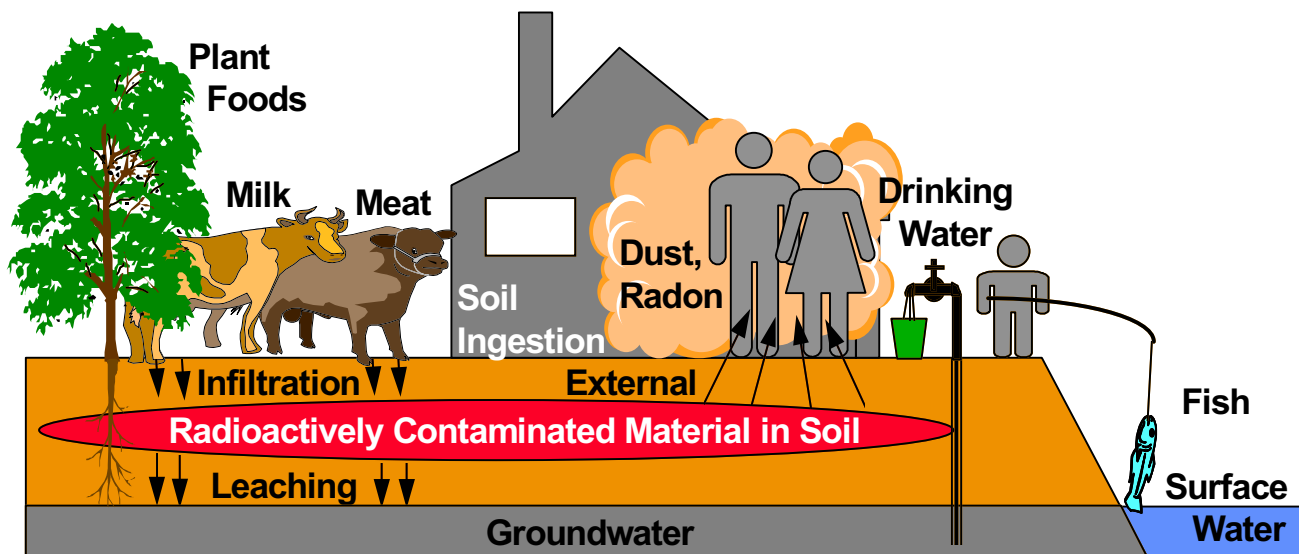 Plant
Foods
Milk
Meat
Drinking
Water
Dust,
Radon
Soil
Ingestion
Infiltration
External
Radioactively Contaminated Material in Soil
Fish
Leaching
Surface
Water
Groundwater